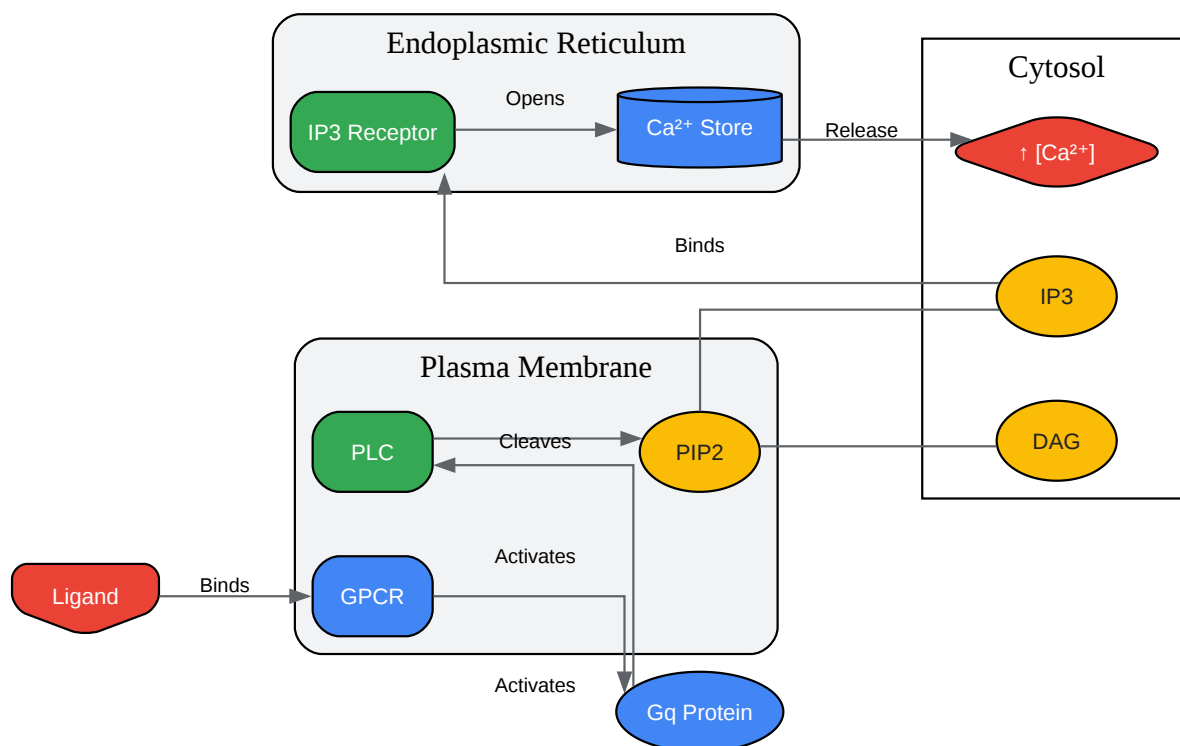 Endoplasmic Reticulum
Cytosol
IP3 Receptor
Opens
Ca²⁺ Store
Release
↑ [Ca²⁺]
Binds
IP3
Plasma Membrane
PLC
Cleaves
PIP2
DAG
Ligand
Binds
GPCR
Activates
Activates
Gq Protein